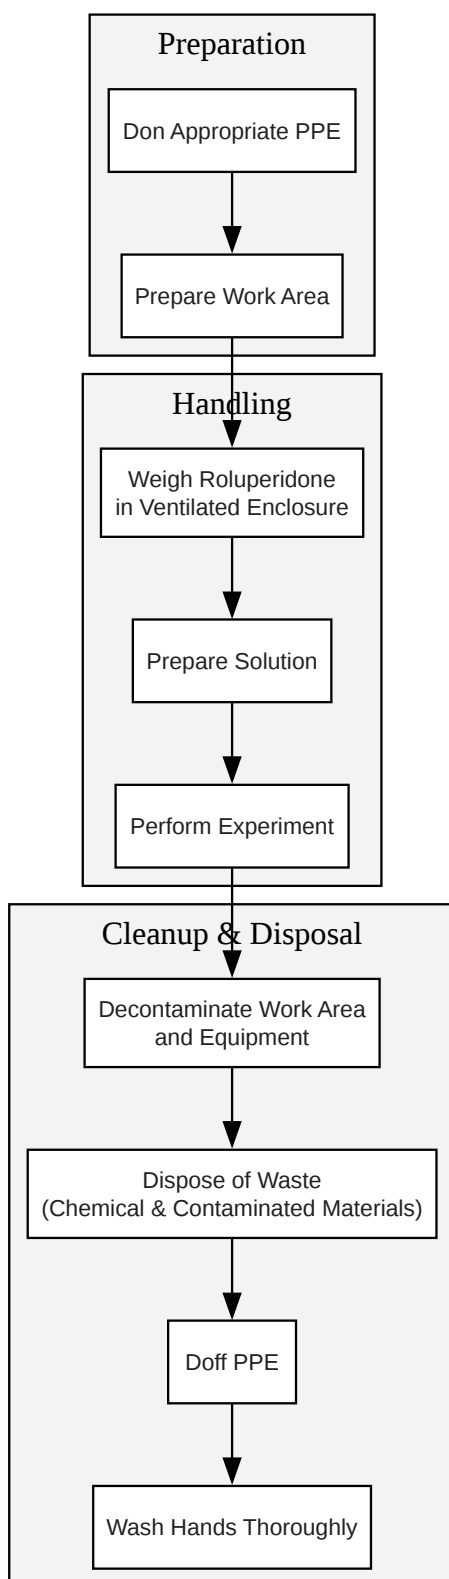 Preparation
Don Appropriate PPE
Prepare Work Area
Handling
Weigh Roluperidone
in Ventilated Enclosure
Prepare Solution
Perform Experiment
Cleanup & Disposal
Decontaminate Work Area
and Equipment
Dispose of Waste
(Chemical & Contaminated Materials)
Doff PPE
Wash Hands Thoroughly